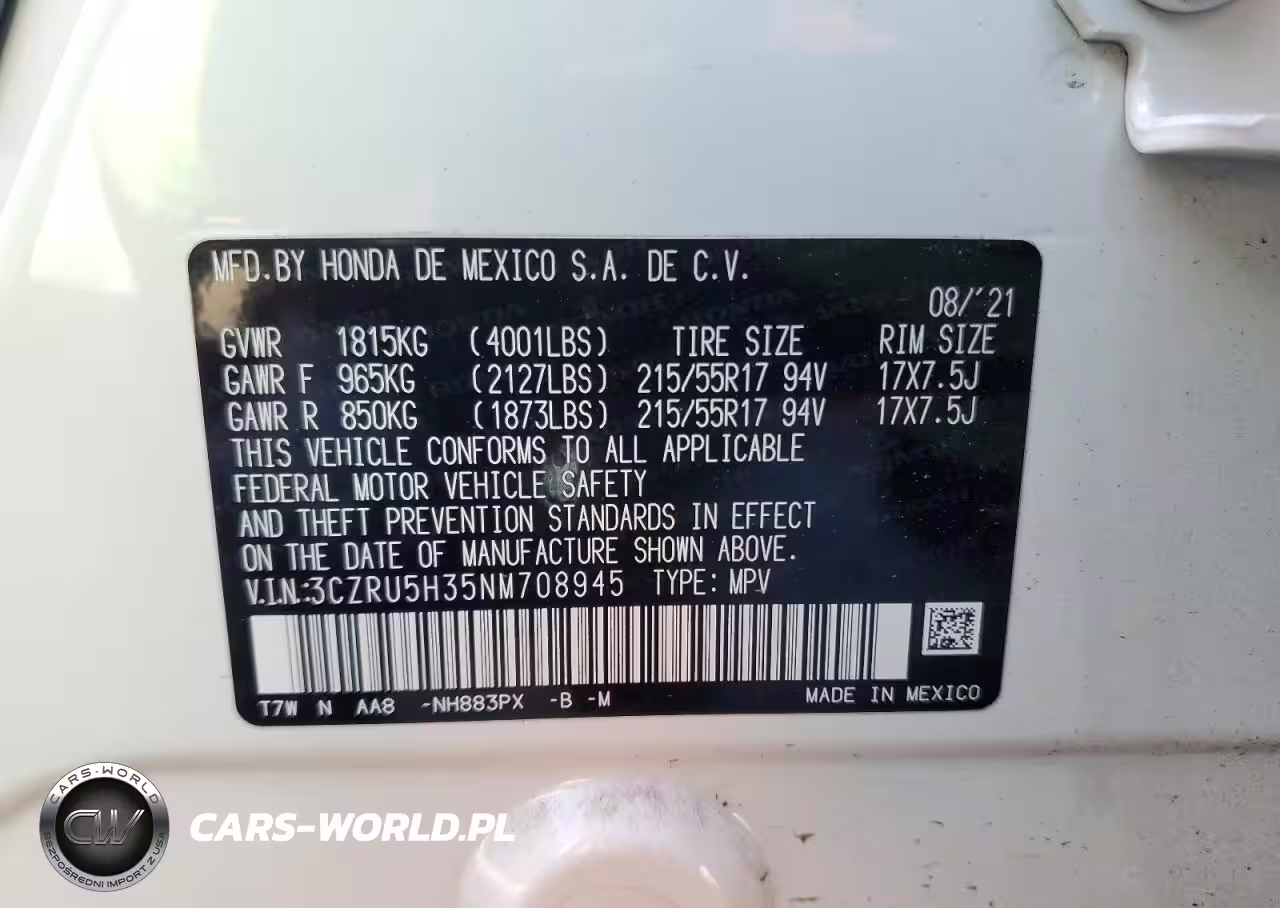 MFD.BY HONDA DE MEXICO S.A. DE C.V.
08/'21
GVWR 1815KG (4001LBS) TIRE SIZE RIM SIZE
GAWR F 965KG (2127LBS) 215/55R17 94V 17X7.5J
GAWR R 850KG (1873LBS) 215/55R17 94V 17X7.5J
THIS VEHICLE CONFORMS TO ALL APPLICABLE
FEDERAL MOTOR VEHICLE SAFETY
AND THEFT PREVENTION STANDARDS IN EFFECT
ON THE DATE OF MANUFACTURE SHOWN ABOVE.
V.I.N.:3CZRU5H35NM708945 TYPE: MPV
T7W N AA8 -NH883PX -B -M MADE IN MEXICO
CARS-WORLD
CW
BEZPOŚREDNI IMPORT Z USA
CARS-WORLD.PL